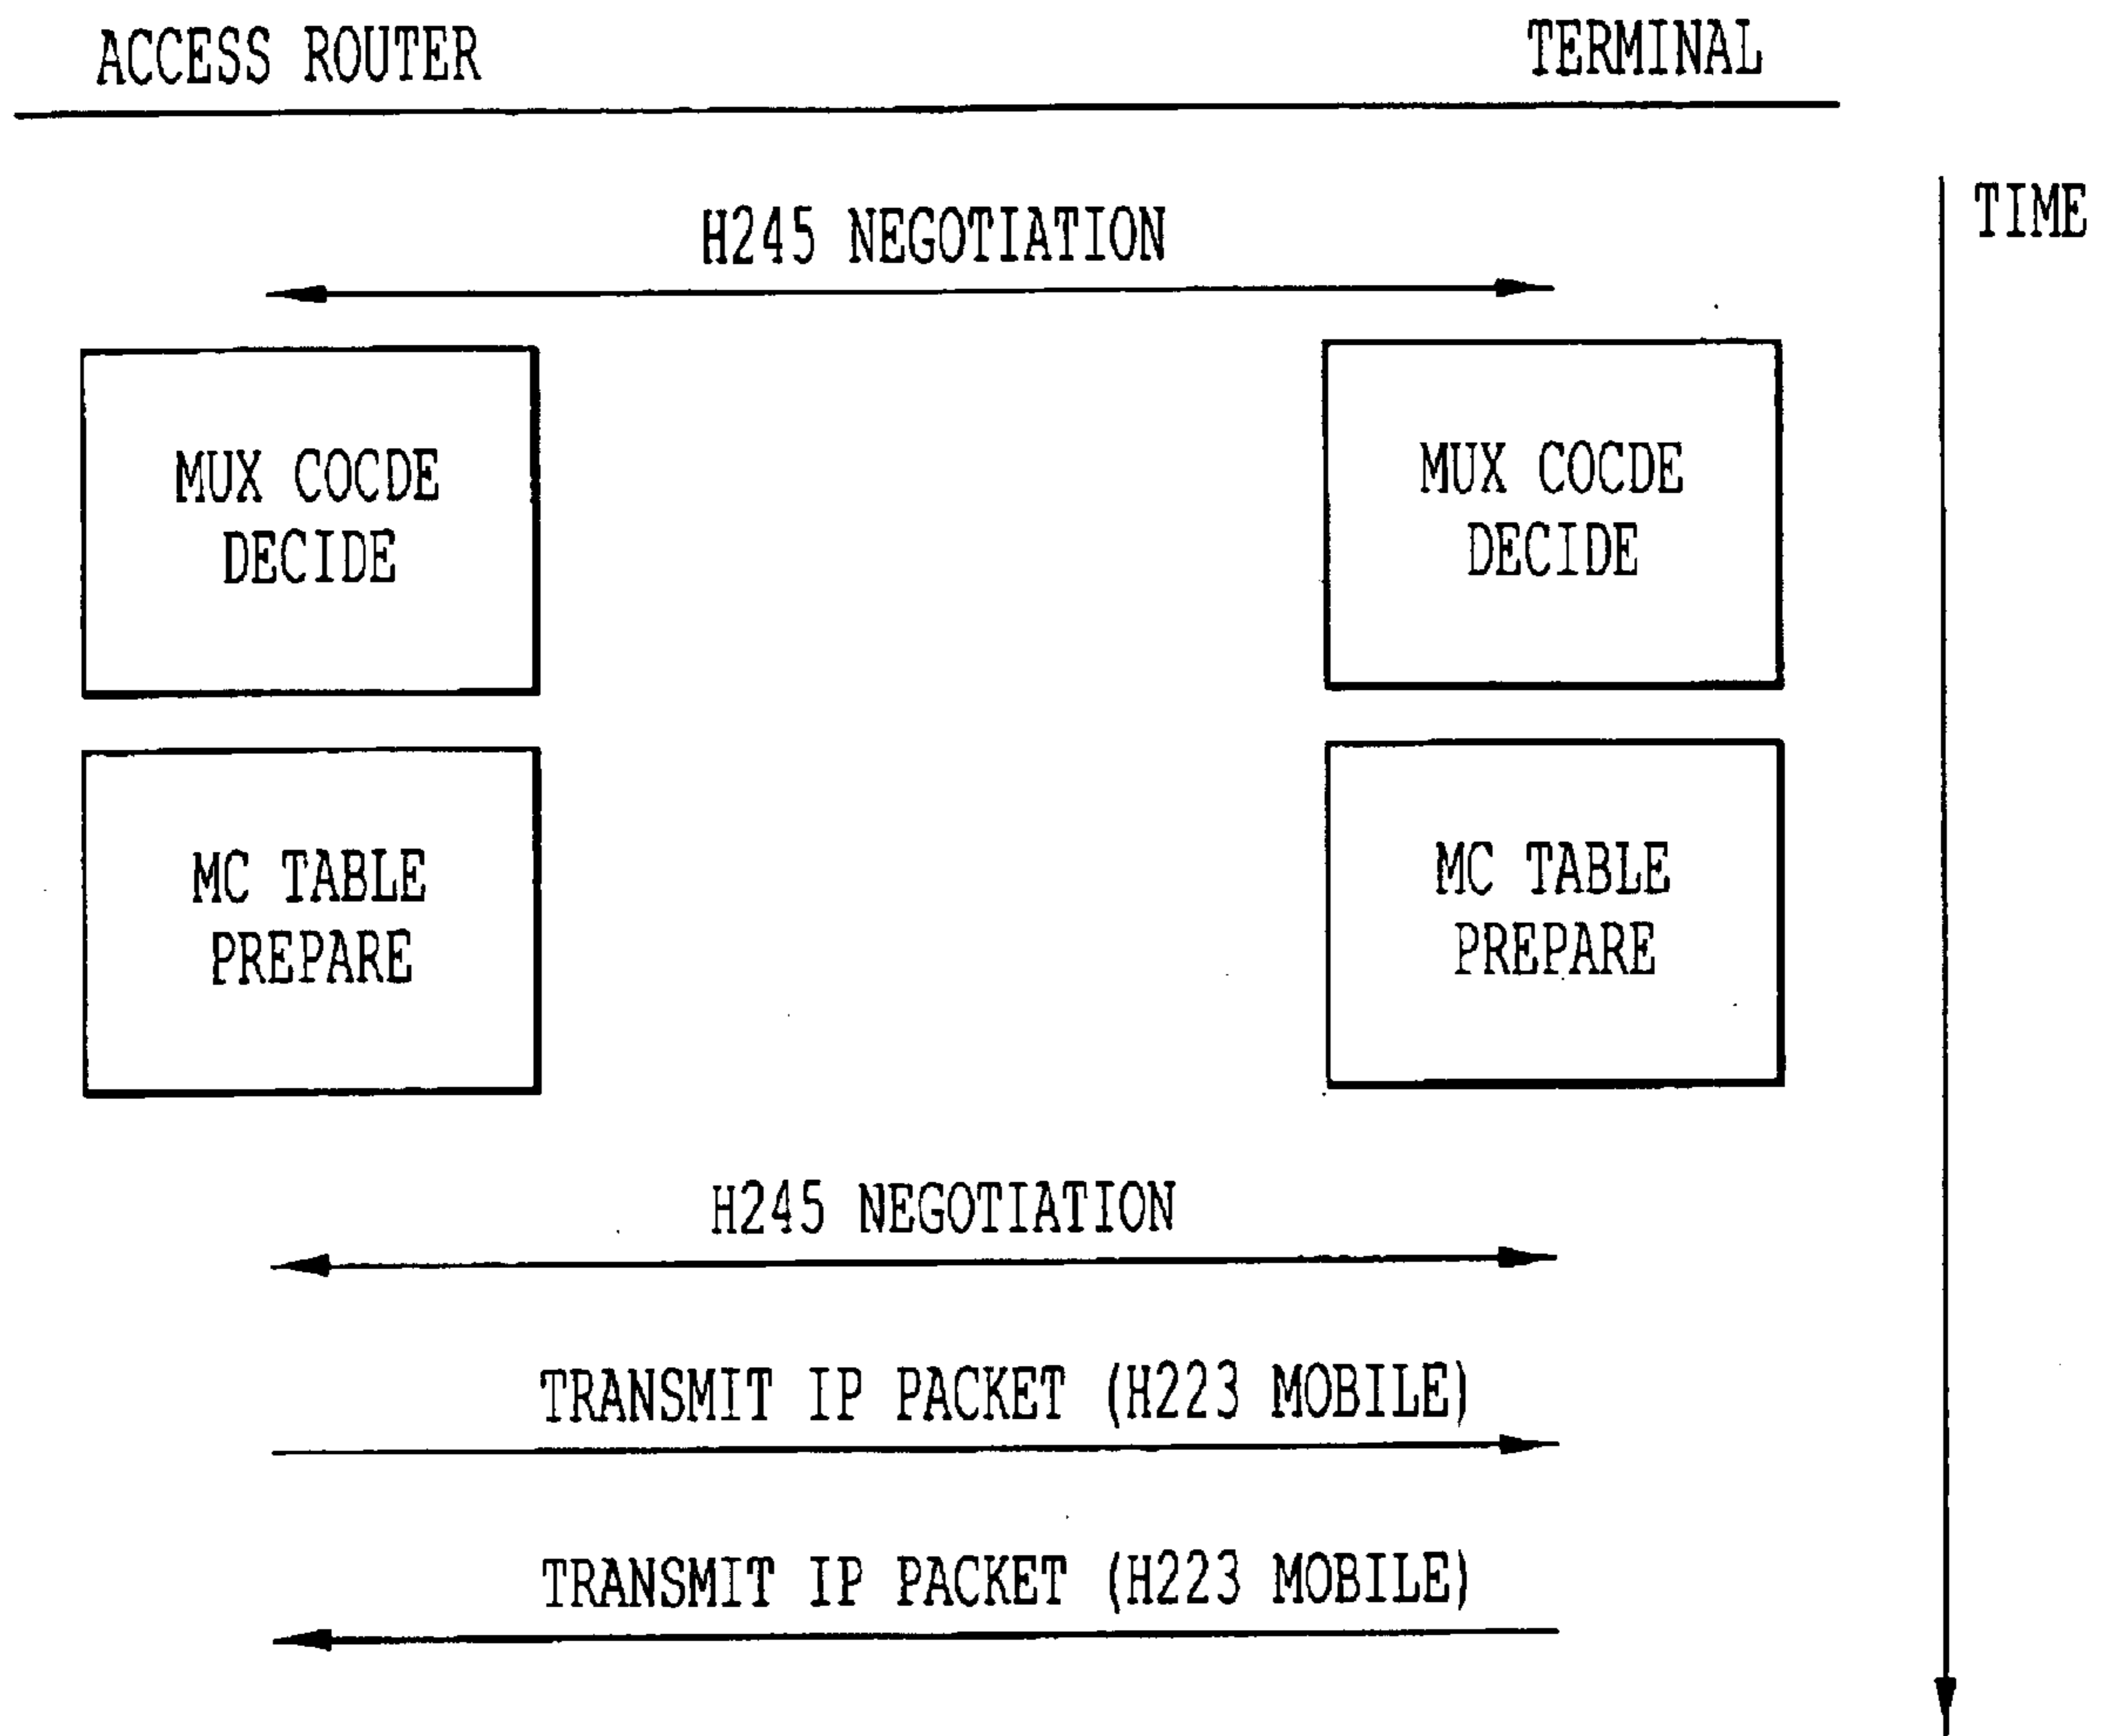 ACCESS ROUTER
TERMINAL
TIME
H245 NEGOTIATION
MUX COCDE
DECIDE
MUX COCDE
DECIDE
MC TABLE
PREPARE
MC TABLE
PREPARE
H245 NEGOTIATION
TRANSMIT IP PACKET (H223 MOBILE)
TRANSMIT IP PACKET (H223 MOBILE)